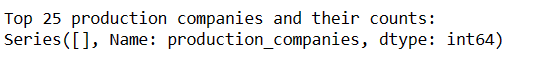 Top 25 production companies and their counts:
Series([], Name: production_companies, dtype: int64)